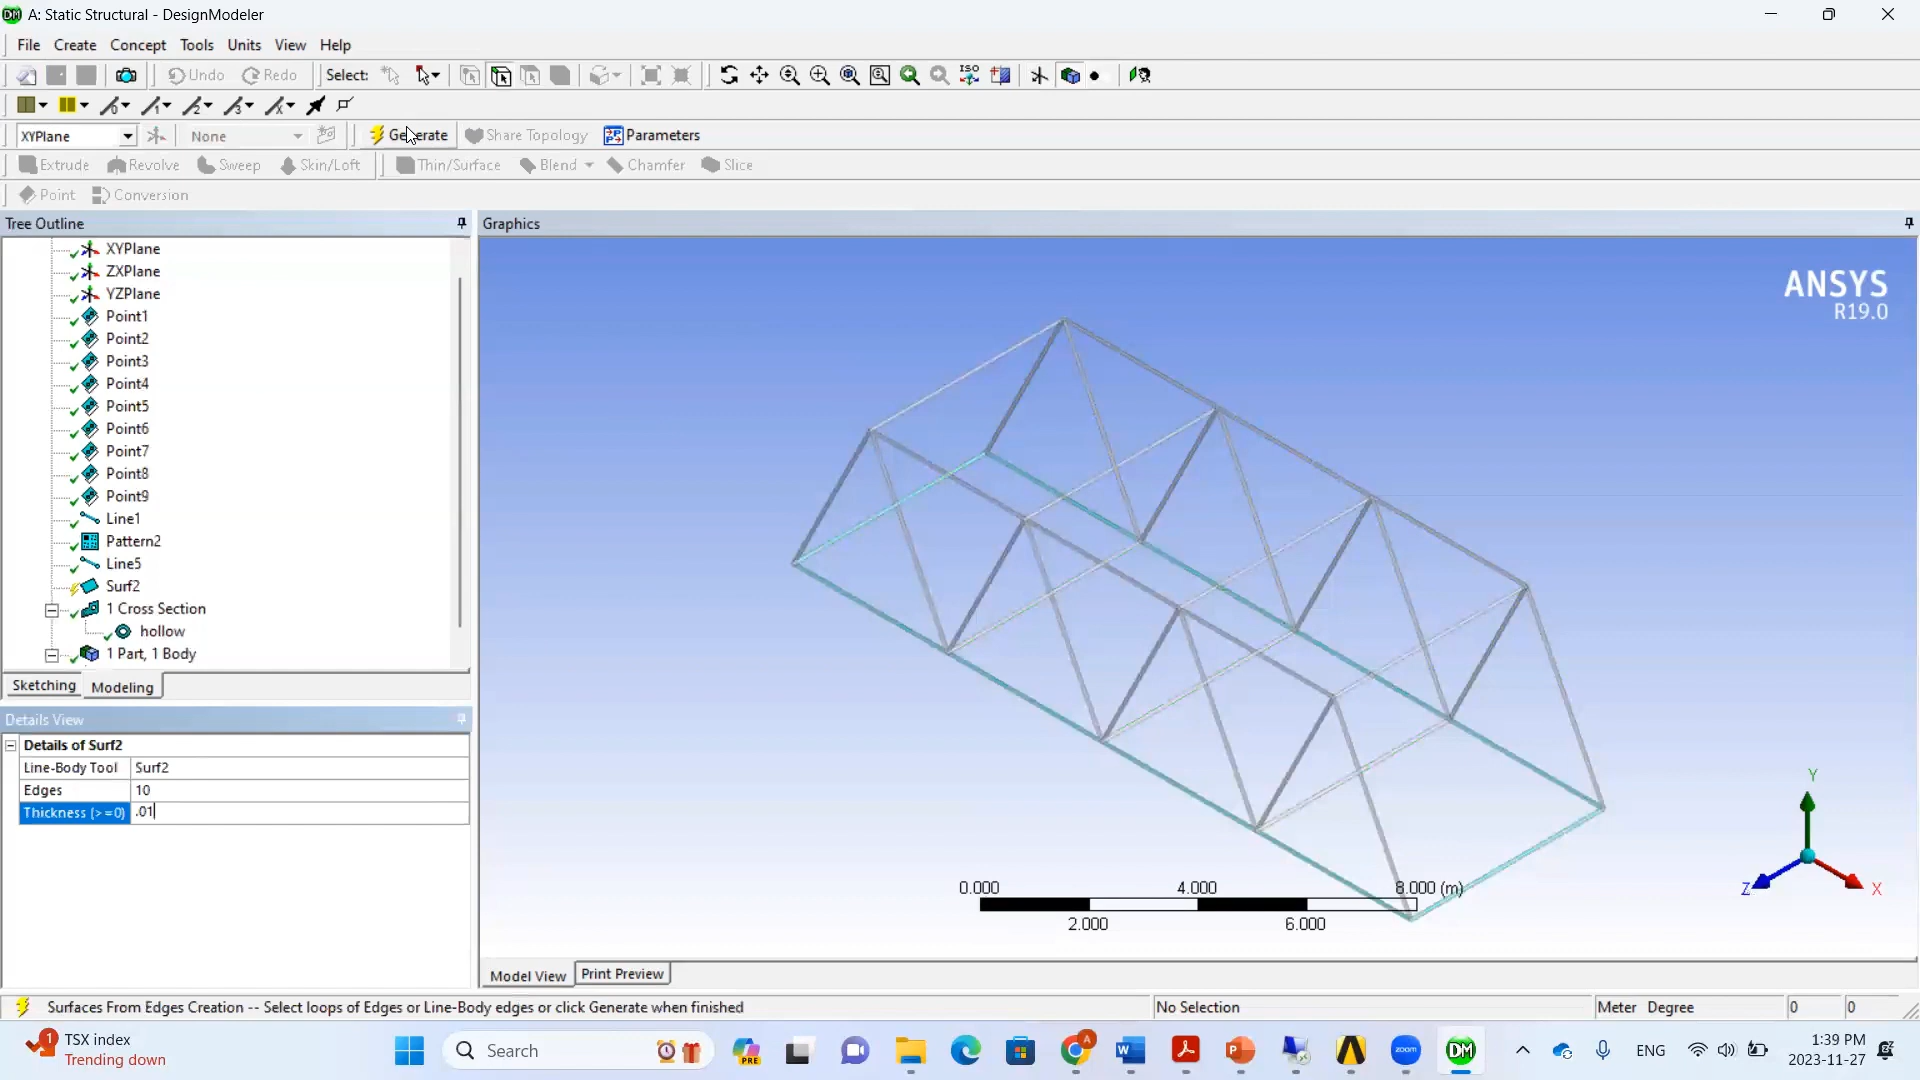 A: Static Structural - DesignModeler
File Create Concept Tools Units View Help
Undo Redo Select: ISO
XYPlane None Generate Share Topology Parameters
Extrude Revolve Sweep Skin/Loft Thin/Surface Blend Chamfer Slice
Point Conversion
Tree Outline
XYPlane
ZXPlane
YZPlane
Point1
Point2
Point3
Point4
Point5
Point6
Point7
Point8
Point9
Line1
Pattern2
Line5
Surf2
1 Cross Section
hollow
1 Part, 1 Body
Sketching Modeling
Details View
Details of Surf2
Line-Body Tool Surf2
Edges 10
Thickness (>=0) .01
Graphics
ANSYS
R19.0
Y
Z X
0.000 4.000 8.000 (m)
2.000 6.000
Model View Print Preview
Surfaces From Edges Creation -- Select loops of Edges or Line-Body edges or click Generate when finished No Selection Meter Degree 0 0
1 TSX index
Trending down
Search
PRE
A
zoom
DM
ENG
1:39 PM
2023-11-27